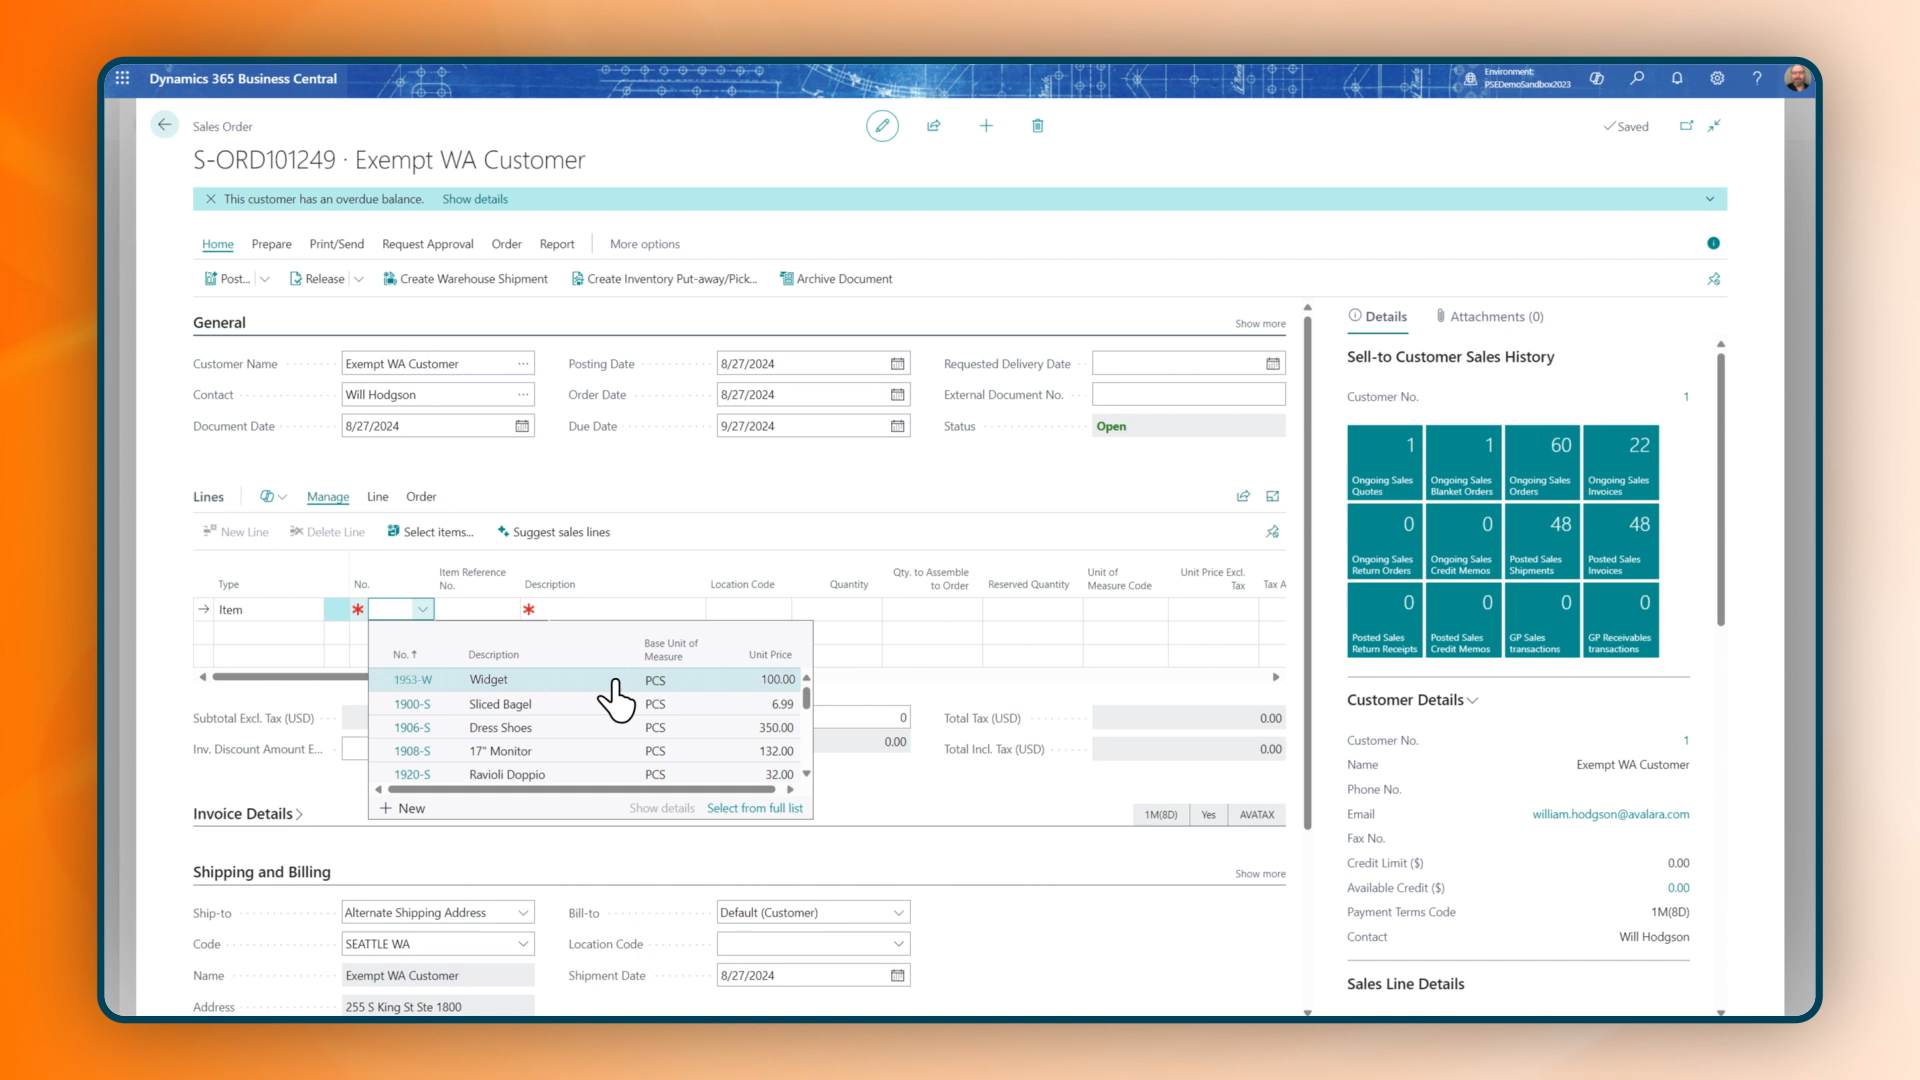 Dynamics 365 Business Central
Environment:
PSEDemoSandbox2023
?
Sales Order
Saved
S-ORD101249 · Exempt WA Customer
This customer has an overdue balance. Show details
Home Prepare Print/Send Request Approval Order Report More options
Post... Release Create Warehouse Shipment Create Inventory Put-away/Pick... Archive Document
General
Show more
Customer Name Exempt WA Customer Posting Date 8/27/2024 Requested Delivery Date
Contact Will Hodgson Order Date 8/27/2024 External Document No.
Document Date 8/27/2024 Due Date 9/27/2024 Status Open
Lines Manage Line Order
New Line Delete Line Select items... Suggest sales lines
Type No. Item Reference No. Description Location Code Quantity Qty. to Assemble to Order Reserved Quantity Unit of Measure Code Unit Price Excl. Tax Tax A
Item * *
No. ↑ Description Base Unit of Measure Unit Price
1953-W Widget PCS 100.00
1900-S Sliced Bagel PCS 6.99
1906-S Dress Shoes PCS 350.00
1908-S 17" Monitor PCS 132.00
1920-S Ravioli Doppio PCS 32.00
+ New Show details Select from full list
Subtotal Excl. Tax (USD) 0 Total Tax (USD) 0.00
Inv. Discount Amount E... 0.00 Total Incl. Tax (USD) 0.00
Invoice Details 1M(8D) Yes AVATAX
Shipping and Billing
Show more
Ship-to Alternate Shipping Address Bill-to Default (Customer)
Code SEATTLE WA Location Code
Name Exempt WA Customer Shipment Date 8/27/2024
Address 255 S King St Ste 1800
Details Attachments (0)
Sell-to Customer Sales History
Customer No. 1
1 Ongoing Sales Quotes
1 Ongoing Sales Blanket Orders
60 Ongoing Sales Orders
22 Ongoing Sales Invoices
0 Ongoing Sales Return Orders
0 Ongoing Sales Credit Memos
48 Posted Sales Shipments
48 Posted Sales Invoices
0 Posted Sales Return Receipts
0 Posted Sales Credit Memos
0 GP Sales transactions
0 GP Receivables transactions
Customer Details
Customer No. 1
Name Exempt WA Customer
Phone No.
Email william.hodgson@avalara.com
Fax No.
Credit Limit ($) 0.00
Available Credit ($) 0.00
Payment Terms Code 1M(8D)
Contact Will Hodgson
Sales Line Details